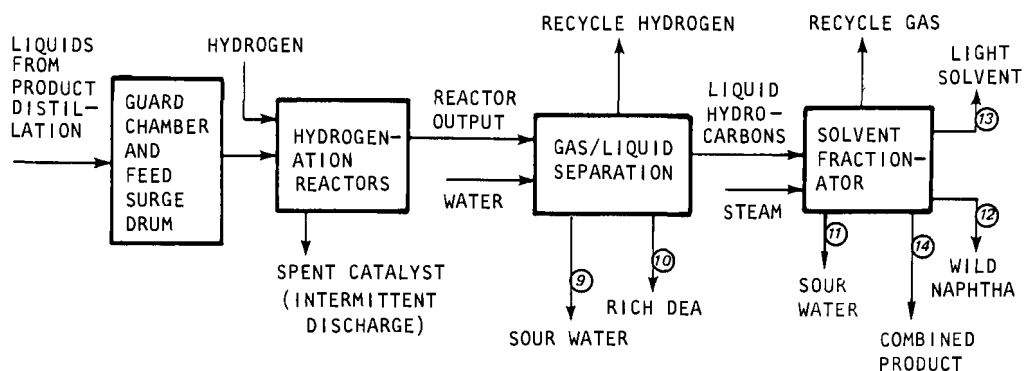 RECYCLE HYDROGEN
RECYCLE GAS
LIQUIDS
FROM
PRODUCT
DISTIL-
LATION
HYDROGEN
GUARD
CHAMBER
AND
FEED
SURGE
DRUM
HYDROGEN-
ATION
REACTORS
REACTOR
OUTPUT
WATER
GAS/LIQUID
SEPARATION
LIQUID
HYDRO-
CARBONS
STEAM
SOLVENT
FRACTION-
ATOR
LIGHT
SOLVENT
13
12
WILD
NAPHTHA
SPENT CATALYST
(INTERMITTENT
DISCHARGE)
9
SOUR WATER
10
RICH DEA
11
SOUR
WATER
14
COMBINED
PRODUCT